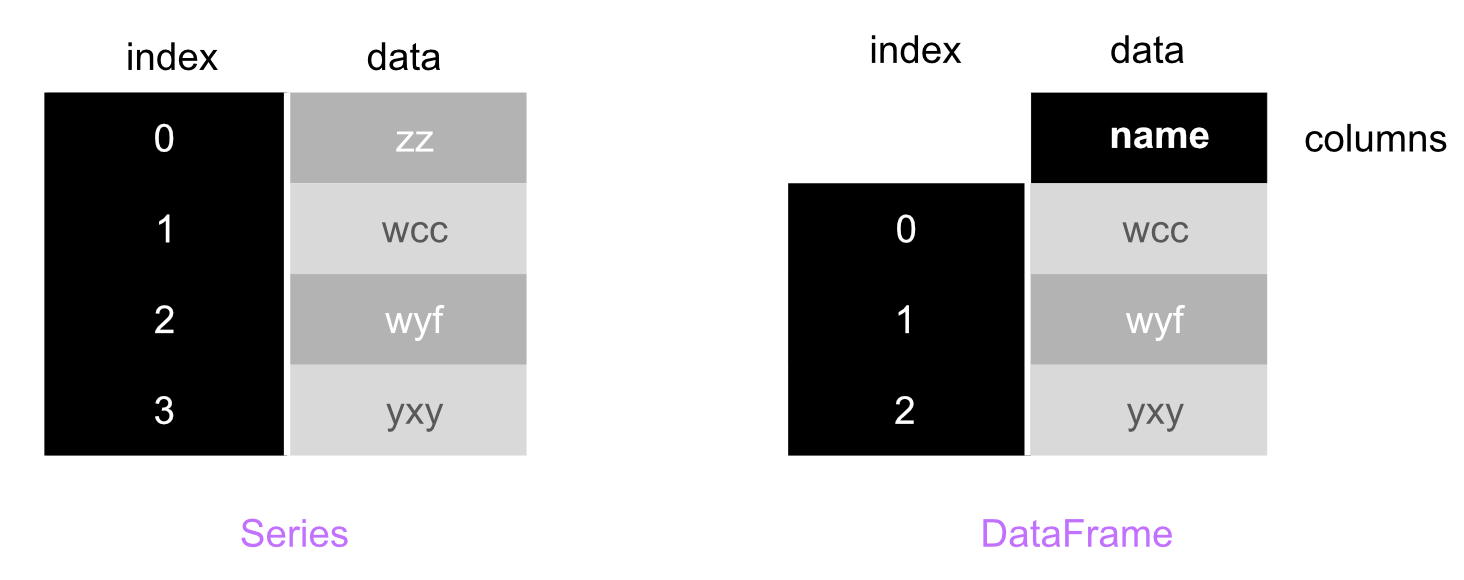 index data
0 zz
1 wcc
2 wyf
3 yxy
Series
index data
name columns
0 wcc
1 wyf
2 yxy
DataFrame